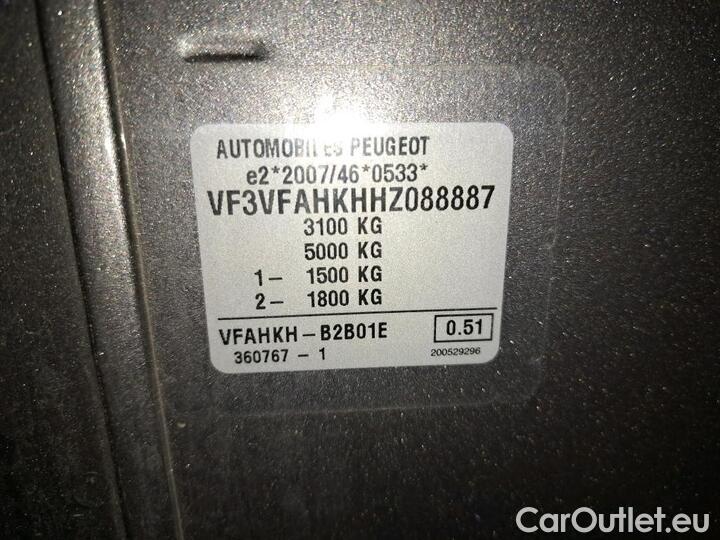 AUTOMOBILES PEUGEOT
e2*2007/46*0533*
VF3VFAHKHHZ088887
3100 KG
5000 KG
1- 1500 KG
2- 1800 KG
VFAHKH-B2B01E 0.51
360767 - 1 200529296
CarOutlet.eu